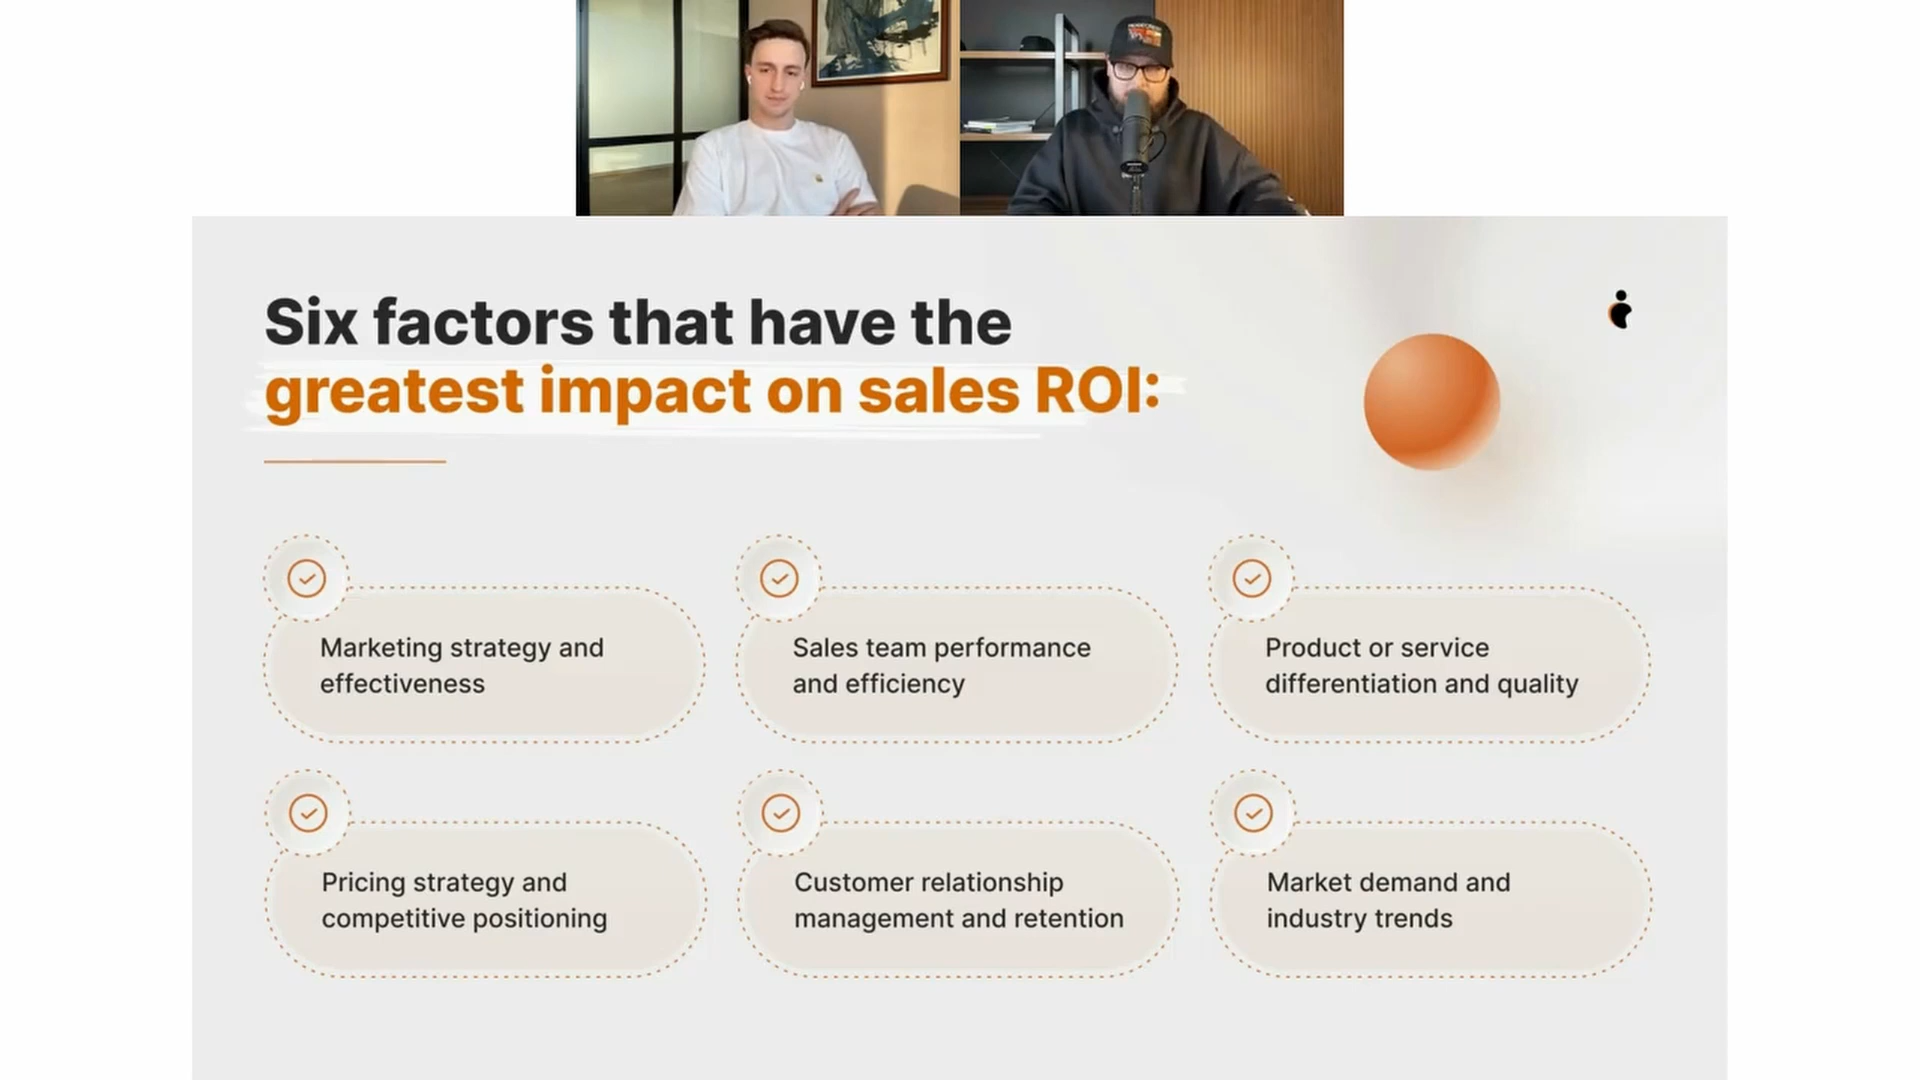 Six factors that have the
greatest impact on sales ROI:
Marketing strategy and
effectiveness
Sales team performance
and efficiency
Product or service
differentiation and quality
Pricing strategy and
competitive positioning
Customer relationship
management and retention
Market demand and
industry trends